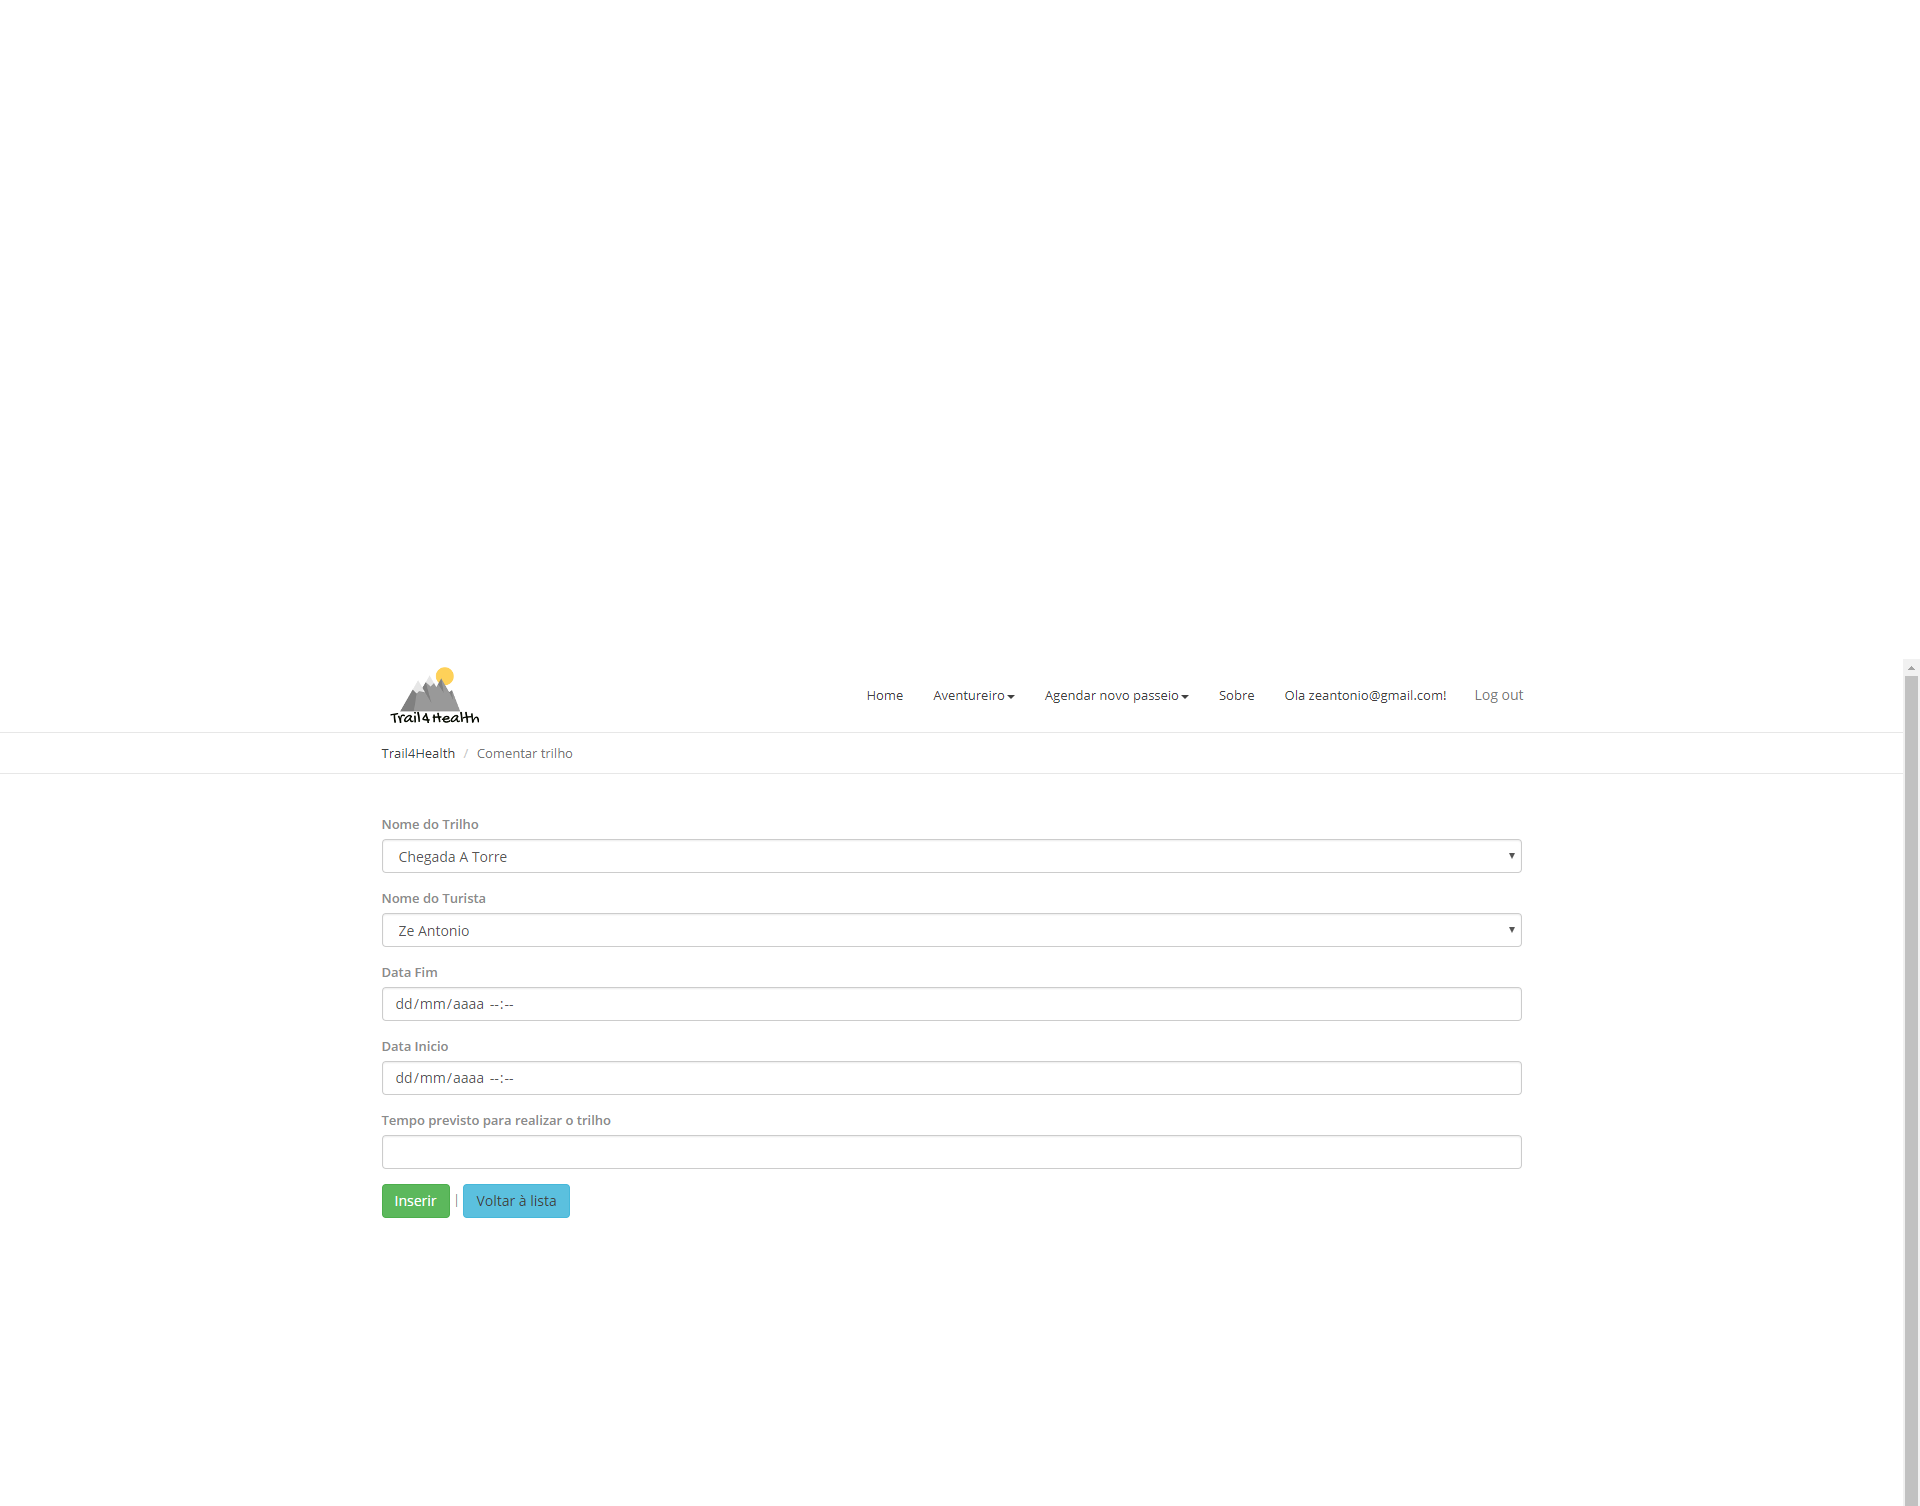 Trail4Health
Home Aventureiro Agendar novo passeio Sobre Ola zeantonio@gmail.com! Log out
Trail4Health / Comentar trilho
Nome do Trilho
Chegada A Torre
Nome do Turista
Ze Antonio
Data Fim
dd/mm/aaaa --:--
Data Inicio
dd/mm/aaaa --:--
Tempo previsto para realizar o trilho
Inserir | Voltar à lista